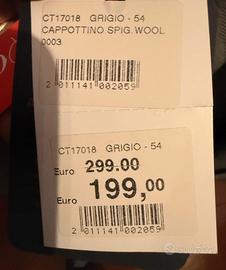 CT17018 GRIGIO - 54
CAPPOTTINO SPIG.WOOL
0003
2 011141 002059
CT17018 GRIGIO - 54
Euro 299.00
Euro 199,00
2 011141 002059
subito